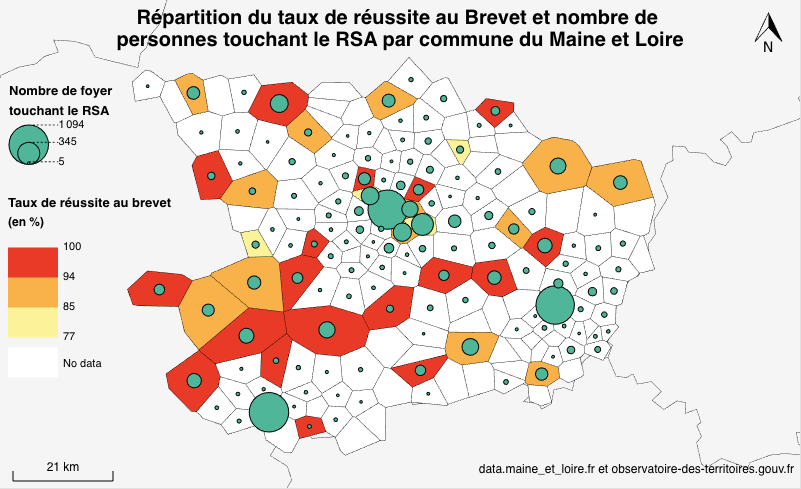 Répartition du taux de réussite au Brevet et nombre de
personnes touchant le RSA par commune du Maine et Loire
N
Nombre de foyer
touchant le RSA
1 094
345
5
Taux de réussite au brevet
(en %)
100
94
85
77
No data
21 km
data.maine_et_loire.fr et observatoire-des-territoires.gouv.fr